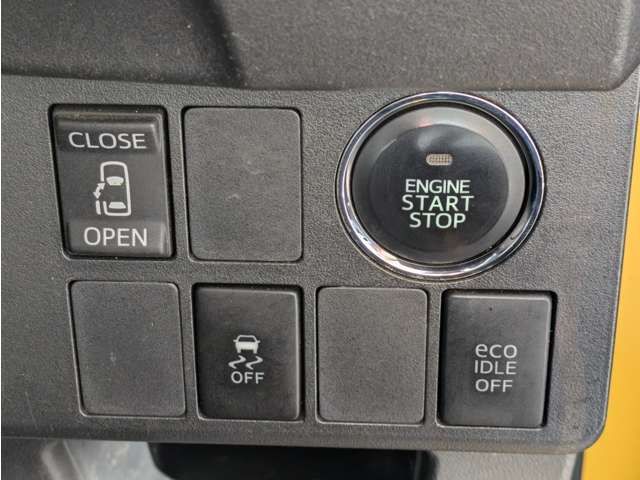 CLOSE
OPEN
ENGINE
START
STOP
OFF
eco
IDLE
OFF